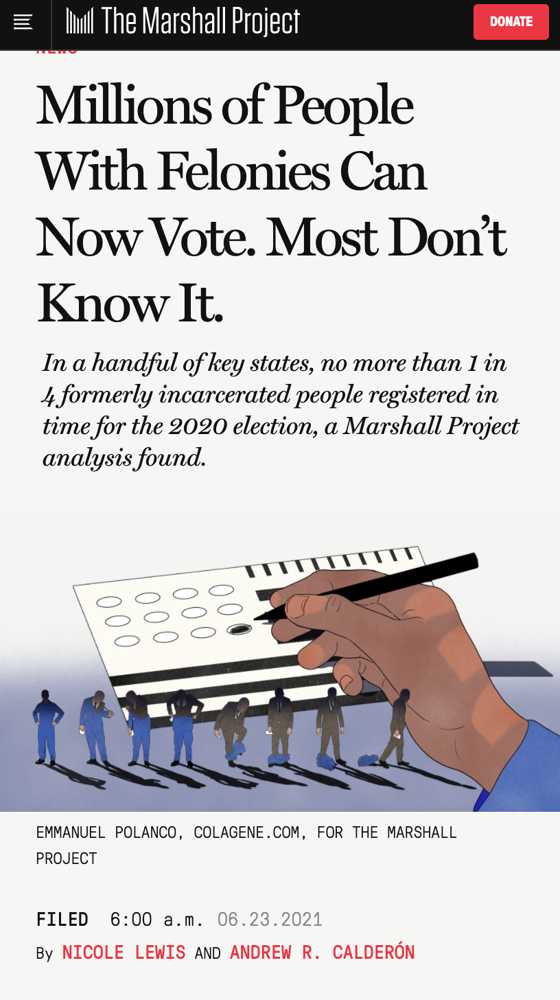 The Marshall Project
DONATE
NEWS
Millions of People
With Felonies Can
Now Vote. Most Don’t
Know It.
In a handful of key states, no more than 1 in
4 formerly incarcerated people registered in
time for the 2020 election, a Marshall Project
analysis found.
EMMANUEL POLANCO, COLAGENE.COM, FOR THE MARSHALL
PROJECT
FILED 6:00 a.m. 06.23.2021
By NICOLE LEWIS AND ANDREW R. CALDERÓN